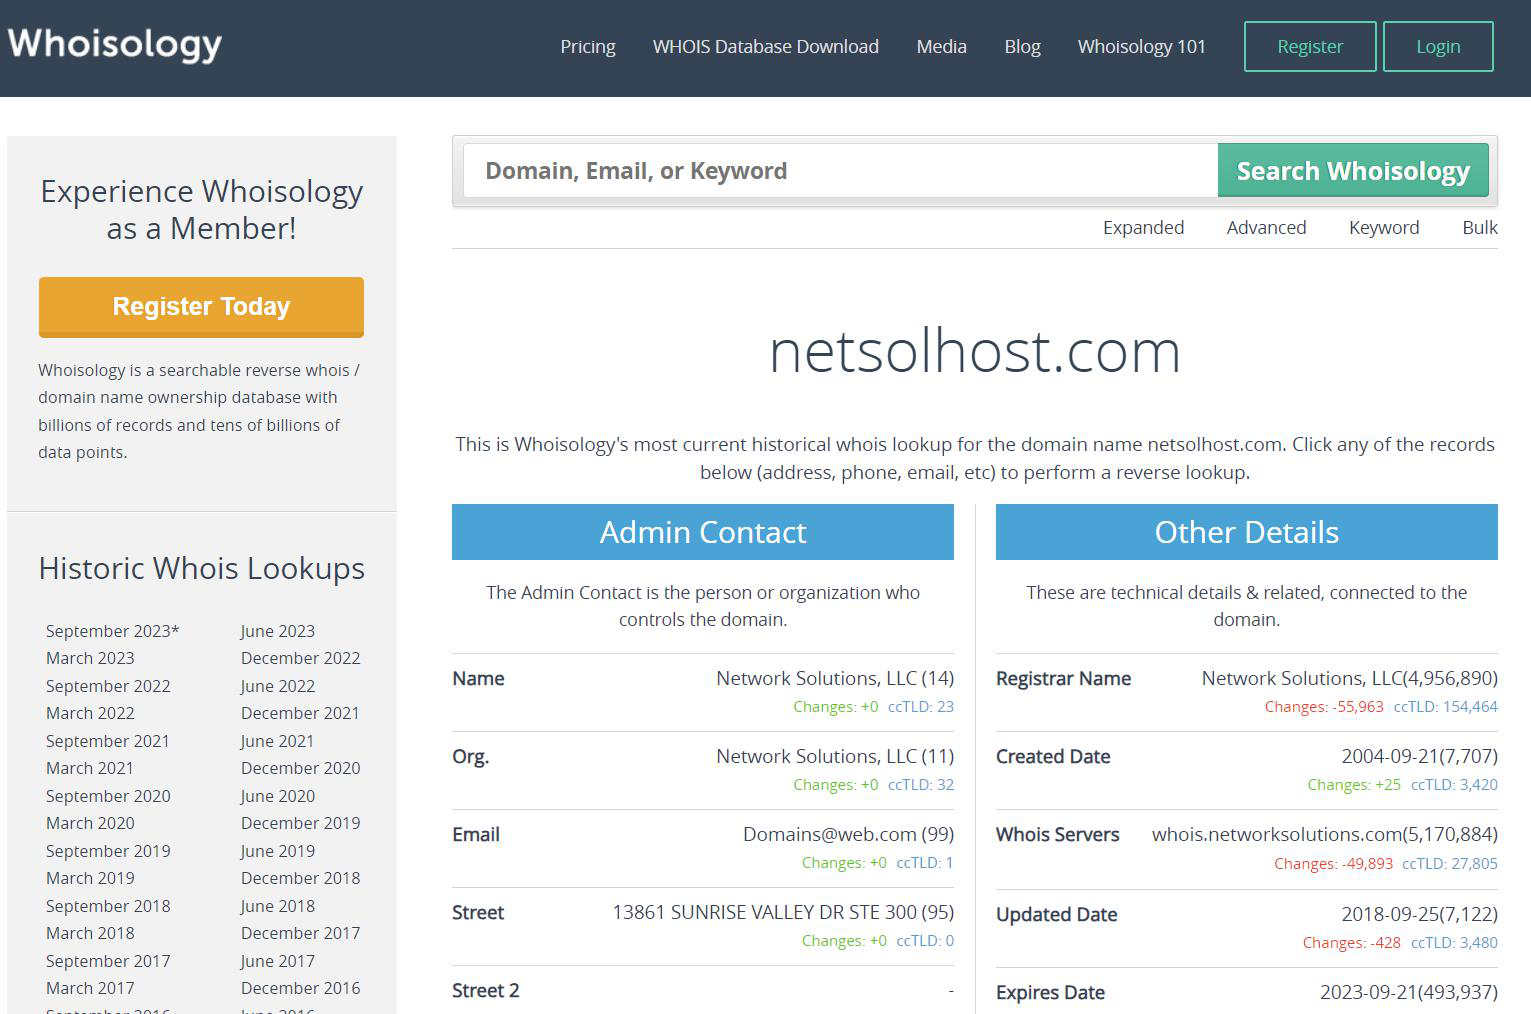 Whoisology
Pricing
WHOIS Database Download
Media
Blog
Whoisology 101
Register
Login
Experience Whoisology
as a Member!
Register Today
Whoisology is a searchable reverse whois /
domain name ownership database with
billions of records and tens of billions of
data points.
Historic Whois Lookups
September 2023* June 2023
March 2023 December 2022
September 2022 June 2022
March 2022 December 2021
September 2021 June 2021
March 2021 December 2020
September 2020 June 2020
March 2020 December 2019
September 2019 June 2019
March 2019 December 2018
September 2018 June 2018
March 2018 December 2017
September 2017 June 2017
March 2017 December 2016
September 2016 June 2016
Domain, Email, or Keyword
Search Whoisology
Expanded
Advanced
Keyword
Bulk
netsolhost.com
This is Whoisology's most current historical whois lookup for the domain name netsolhost.com. Click any of the records
below (address, phone, email, etc) to perform a reverse lookup.
Admin Contact
The Admin Contact is the person or organization who
controls the domain.
Name Network Solutions, LLC (14)
Changes: +0 ccTLD: 23
Org. Network Solutions, LLC (11)
Changes: +0 ccTLD: 32
Email Domains@web.com (99)
Changes: +0 ccTLD: 1
Street 13861 SUNRISE VALLEY DR STE 300 (95)
Changes: +0 ccTLD: 0
Street 2 -
Other Details
These are technical details & related, connected to the
domain.
Registrar Name Network Solutions, LLC(4,956,890)
Changes: -55,963 ccTLD: 154,464
Created Date 2004-09-21(7,707)
Changes: +25 ccTLD: 3,420
Whois Servers whois.networksolutions.com(5,170,884)
Changes: -49,893 ccTLD: 27,805
Updated Date 2018-09-25(7,122)
Changes: -428 ccTLD: 3,480
Expires Date 2023-09-21(493,937)